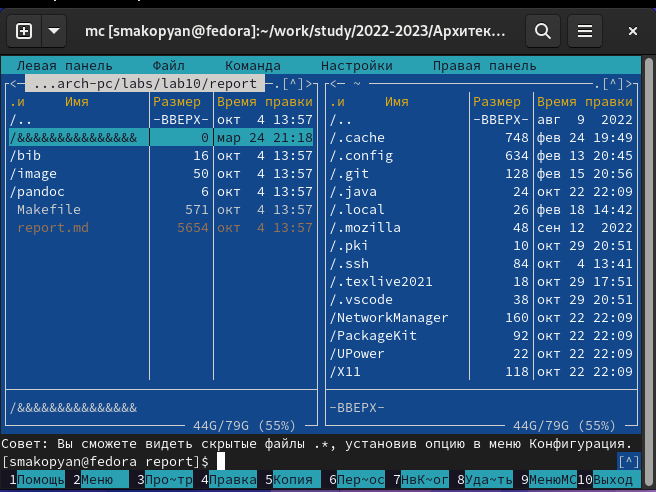 mc [smakopyan@fedora]:~/work/study/2022-2023/Архитек...
Левая панель Файл Команда Настройки Правая панель
<— ...arch-pc/labs/lab10/report —.[^]>
.и Имя Размер Время правки
/.. -ВВЕРХ- окт 4 13:57
/&&&&&&&&&&&&&&& 0 мар 24 21:18
/bib 16 окт 4 13:57
/image 50 окт 4 13:57
/pandoc 6 окт 4 13:57
Makefile 571 окт 4 13:57
report.md 5654 окт 4 13:57
/&&&&&&&&&&&&&&&
44G/79G (55%)
<— ~ —.[^]>
.и Имя Размер Время правки
/.. -ВВЕРХ- авг 9 2022
/.cache 748 фев 24 19:49
/.config 634 фев 13 20:45
/.git 128 фев 15 20:56
/.java 24 окт 22 22:09
/.local 26 фев 18 14:42
/.mozilla 48 сен 12 2022
/.pki 10 окт 29 20:51
/.ssh 84 окт 4 13:41
/.texlive2021 18 окт 29 17:51
/.vscode 38 окт 29 20:51
/NetworkManager 160 окт 22 22:09
/PackageKit 92 окт 22 22:09
/UPower 22 окт 22 22:09
/X11 118 окт 22 22:09
-ВВЕРХ-
44G/79G (55%)
Совет: Вы сможете видеть скрытые файлы .*, установив опцию в меню Конфигурация.
[smakopyan@fedora report]$ [^]
1Помощь 2Меню 3Про~тр 4Правка 5Копия 6Пер~ос 7НвК~ог 8Уда~ть 9МенюMC 10Выход